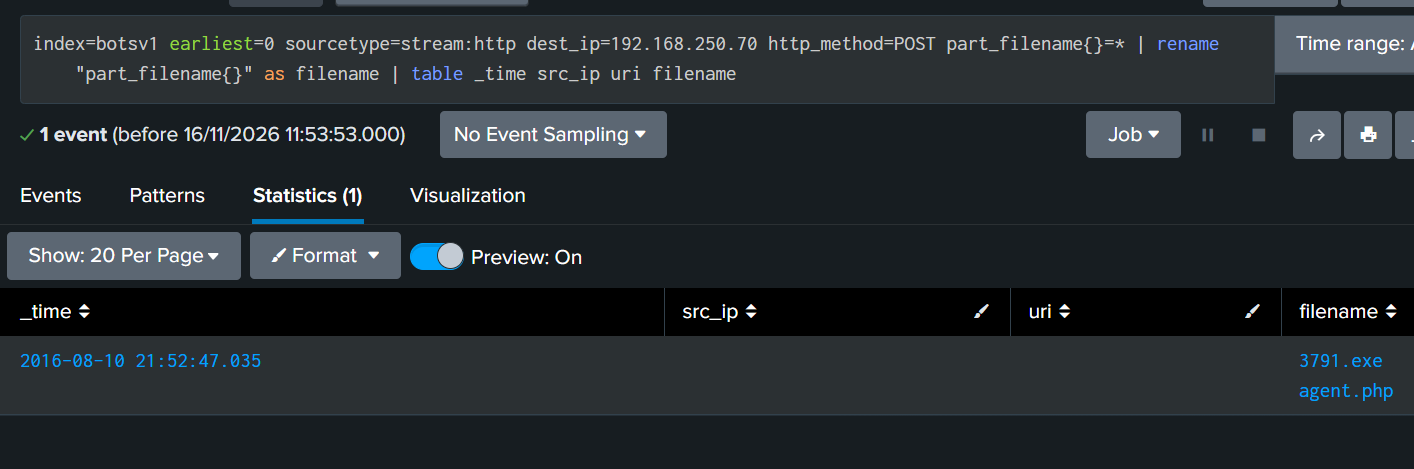 index=botsv1 earliest=0 sourcetype=stream:http dest_ip=192.168.250.70 http_method=POST part_filename{}=* | rename
"part_filename{}" as filename | table _time src_ip uri filename
Time range:
1 event (before 16/11/2026 11:53:53.000)
No Event Sampling
Job
Events
Patterns
Statistics (1)
Visualization
Show: 20 Per Page
Format
Preview: On
_time
src_ip
uri
filename
2016-08-10 21:52:47.035
3791.exe
agent.php